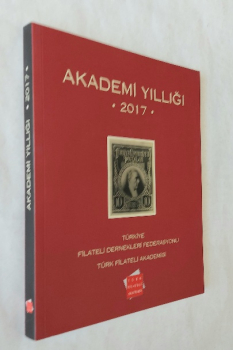 AKADEMİ YILLIĞI
• 2017 •
TÜRKİYE
FİLATELİ DERNEKLERİ FEDERASYONU
TÜRK FİLATELİ AKADEMİSİ
AKADEMİ YILLIĞI • 2017 •